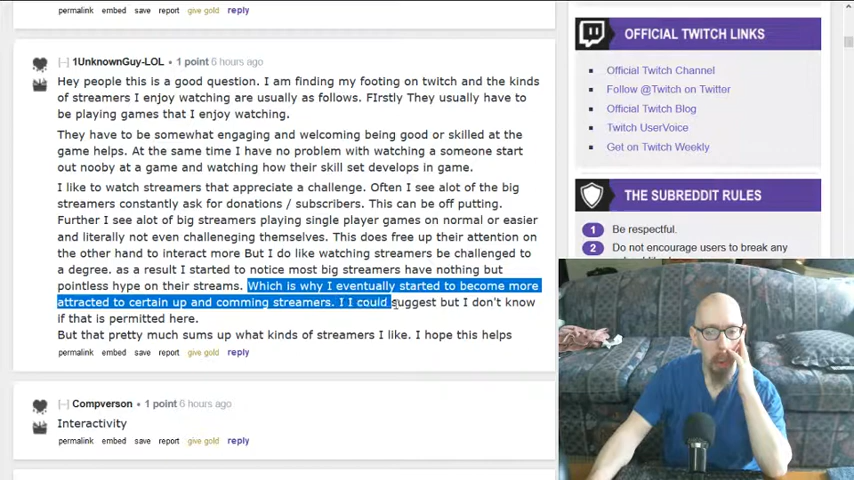 permalink embed save report give gold reply
[–] 1UnknownGuy-LOL • 1 point 6 hours ago
Hey people this is a good question. I am finding my footing on twitch and the kinds
of streamers I enjoy watching are usually as follows. FIrstly They usually have to
be playing games that I enjoy watching.
They have to be somewhat engaging and welcoming being good or skilled at the
game helps. At the same time I have no problem with watching a someone start
out nooby at a game and watching how their skill set develops in game.
I like to watch streamers that appreciate a challenge. Often I see alot of the big
streamers constantly ask for donations / subscribers. This can be off putting.
Further I see alot of big streamers playing single player games on normal or easier
and literally not even challeneging themselves. This does free up their attention on
the other hand to interact more But I do like watching streamers be challenged to
a degree. as a result I started to notice most big streamers have nothing but
pointless hype on their streams. Which is why I eventually started to become more
attracted to certain up and comming streamers. I I could suggest but I don't know
if that is permitted here.
But that pretty much sums up what kinds of streamers I like. I hope this helps
permalink embed save report give gold reply
[–] Compverson • 1 point 6 hours ago
Interactivity
permalink embed save report give gold reply
OFFICIAL TWITCH LINKS
Official Twitch Channel
Follow @Twitch on Twitter
Official Twitch Blog
Twitch UserVoice
Get on Twitch Weekly
THE SUBREDDIT RULES
1 Be respectful.
2 Do not encourage users to break any